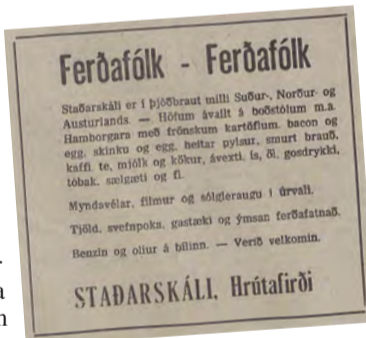 Ferðafólk - Ferðafólk
Staðarskáli er í þjóðbraut milli Suður-, Norður- og
Austurlands. — Höfum ávallt á boðstólum m.a.
Hamborgara með frönskum kartöflum, bacon og
egg, skinku og egg, heitar pylsur, smurt brauð,
kaffi, te, mjólk og kökur, ávexti, ís, öl, gosdrykki,
tóbak, sælgæti og fl.
Myndavélar, filmur og sólgleraugu í úrvali.
Tjöld, svefnpoka, gastæki og ýmsan ferðafatnað.
Benzín og olíur á bílinn. — Verið velkomin.
STAÐARSKÁLI, Hrútafirði